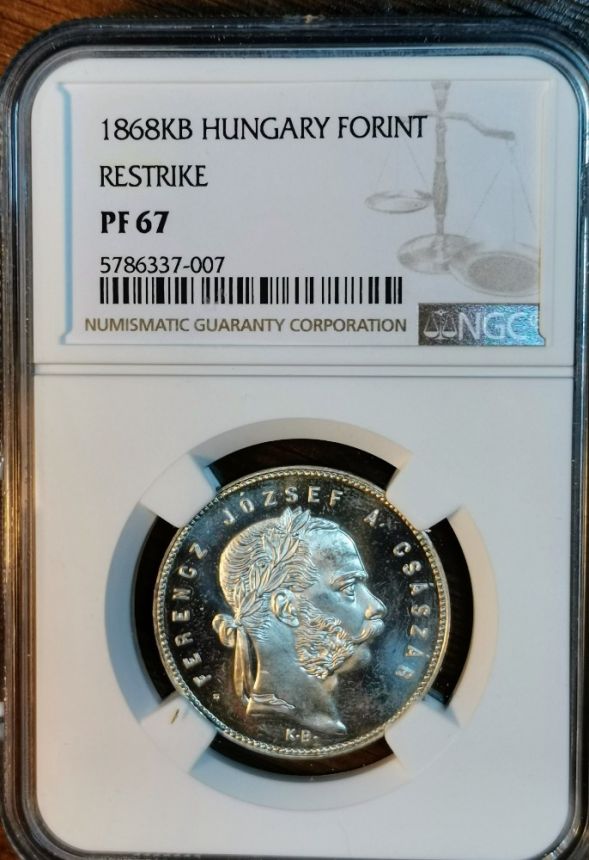 1868KB HUNGARY FORINT
RESTRIKE
PF 67
5786337-007
NUMISMATIC GUARANTY CORPORATION
NGC
FERENCZ JÓZSEF A CSÁSZÁR
K·B·